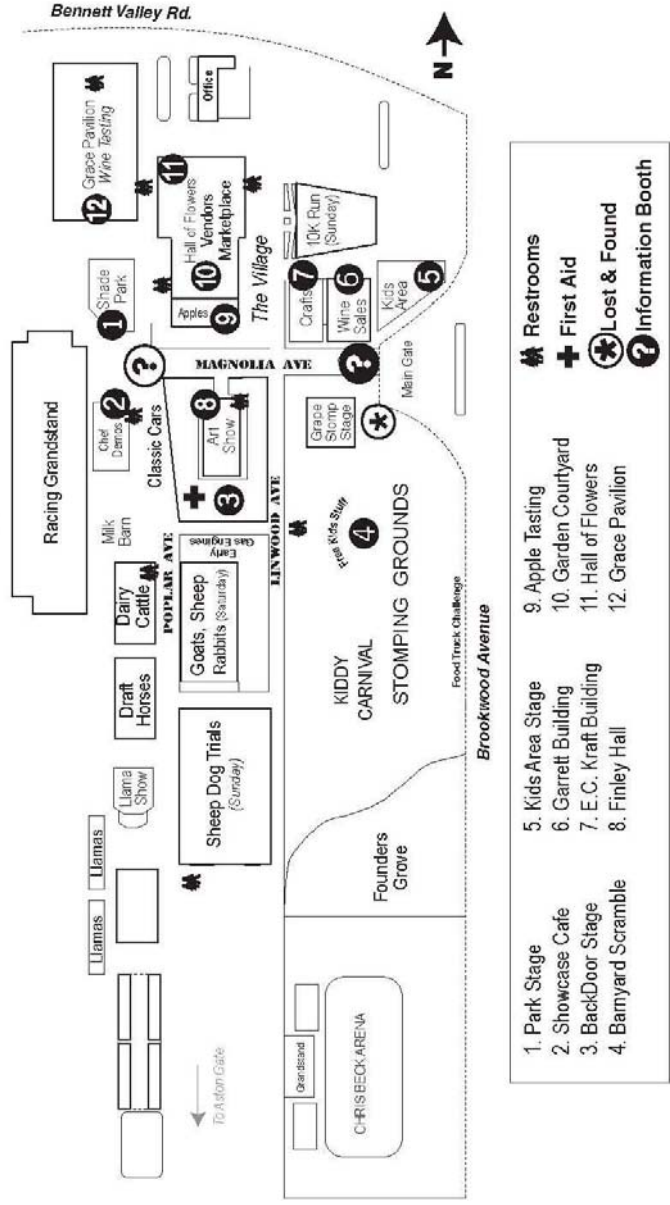 Bennett Valley Rd.
N
Office
Grace Pavilion
Wine Tasting
12
11
Hall of Flowers
Vendors
Marketplace
10
Apples
9
The Village
10K Run
(Sunday)
7
Crafts
6
Wine
Sales
5
Kids
Area
Shade
Park
1
?
MAGNOLIA AVE
?
Main Gate
Racing Grandstand
2
Chef
Demos
Classic Cars
8
Art
Show
3
Grape
Stomp
Stage
Milk
Barn
POPLAR AVE
LINWOOD AVE
Early
Gas Engines
Free Kids Stuff
4
Dairy
Cattle
Goats, Sheep
Rabbits (Saturday)
KIDDY
CARNIVAL
STOMPING GROUNDS
Food Truck Challenge
Brookwood Avenue
Draft
Horses
Llama
Show
Sheep Dog Trials
(Sunday)
Founders
Grove
Llamas
Llamas
To Aston Gate
Grandstand
CHRIS BECK ARENA
1. Park Stage
2. Showcase Cafe
3. BackDoor Stage
4. Barnyard Scramble
5. Kids Area Stage
6. Garrett Building
7. E.C. Kraft Building
8. Finley Hall
9. Apple Tasting
10. Garden Courtyard
11. Hall of Flowers
12. Grace Pavilion
Restrooms
First Aid
Lost & Found
? Information Booth